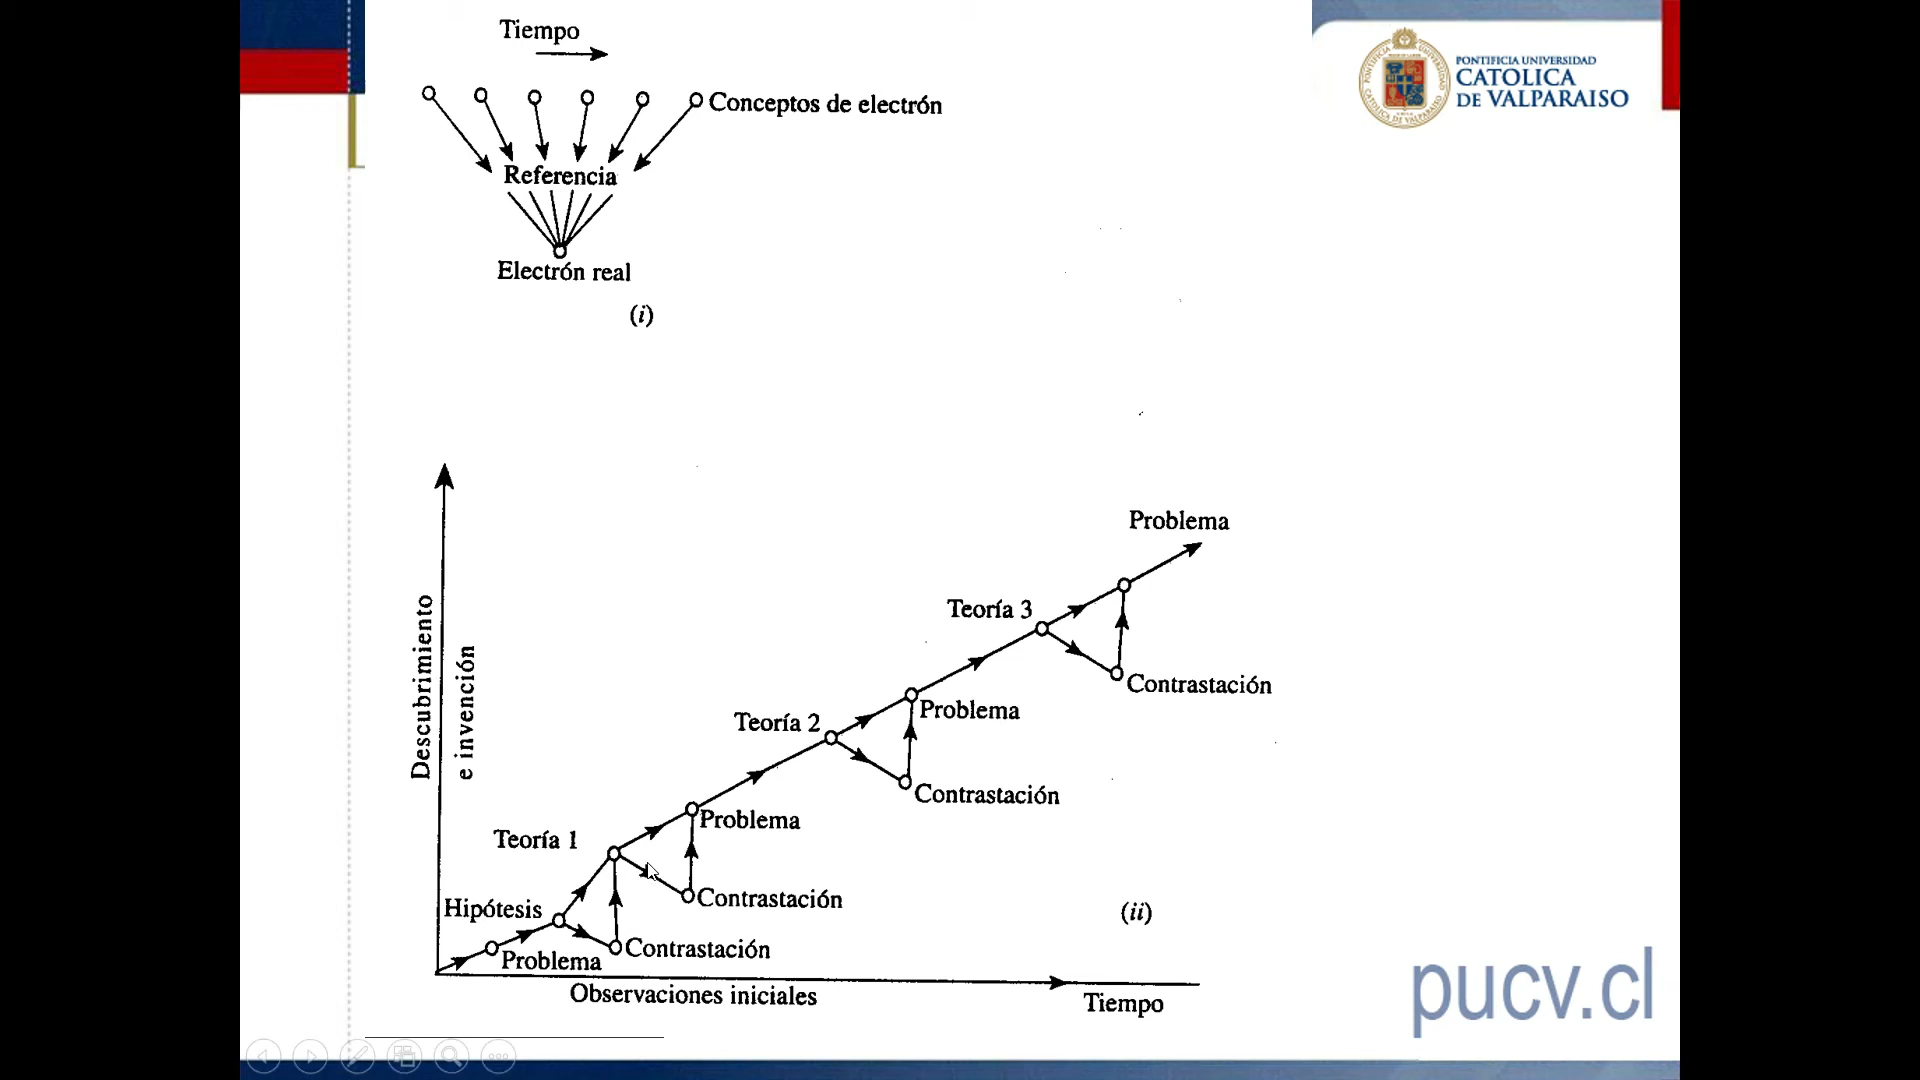 Tiempo
Conceptos de electrón
Referencia
Electrón real
(i)
PONTIFICIA UNIVERSIDAD
CATOLICA
DE VALPARAISO
Descubrimiento
e invención
Problema
Teoría 3
Contrastación
Teoría 2
Problema
Contrastación
Teoría 1
Problema
Contrastación
Hipótesis
Contrastación
Problema
(ii)
Observaciones iniciales
Tiempo
pucv.cl